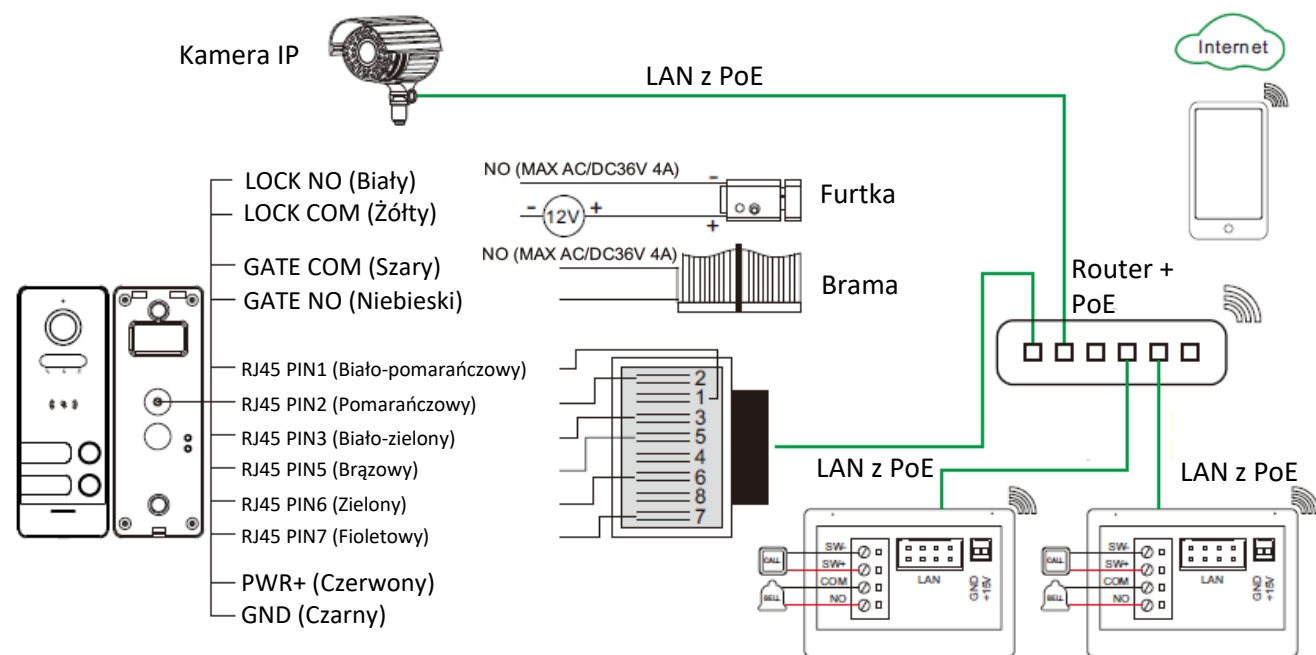 Kamera IP
LAN z PoE
Internet
LOCK NO (Biały)
LOCK COM (Żółty)
GATE COM (Szary)
GATE NO (Niebieski)
NO (MAX AC/DC36V 4A)
-
- 12V +
+
Furtka
NO (MAX AC/DC36V 4A)
Brama
Router +
PoE
RJ45 PIN1 (Biało-pomarańczowy)
RJ45 PIN2 (Pomarańczowy)
RJ45 PIN3 (Biało-zielony)
RJ45 PIN5 (Brązowy)
RJ45 PIN6 (Zielony)
RJ45 PIN7 (Fioletowy)
PWR+ (Czerwony)
GND (Czarny)
2
1
3
5
4
6
8
7
LAN z PoE
LAN z PoE
CALL
BELL
SW-
SW+
COM
NO
LAN
GND
+15V
CALL
BELL
SW-
SW+
COM
NO
LAN
GND
+15V